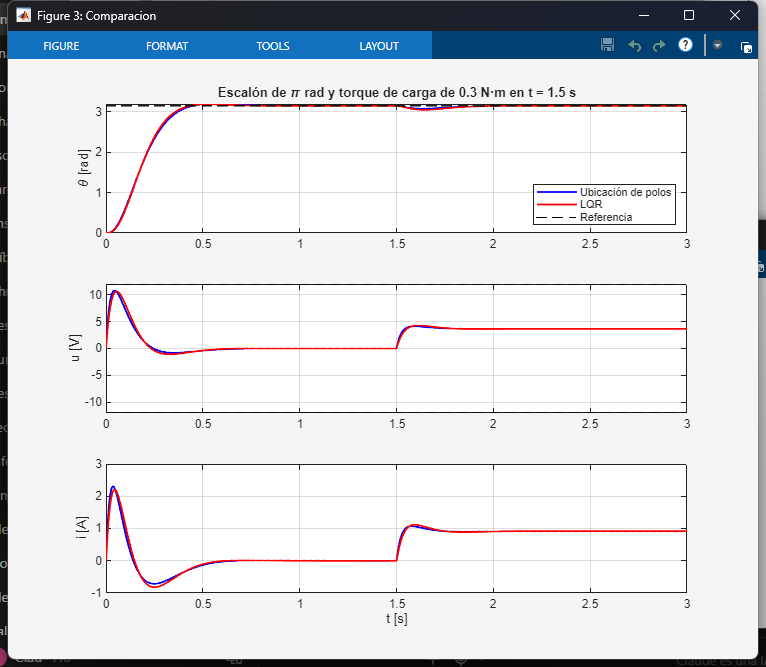 Figure 3: Comparacion
FIGURE FORMAT TOOLS LAYOUT
Escalón de π rad y torque de carga de 0.3 N·m en t = 1.5 s
θ [rad]
3
2
1
0
0 0.5 1 1.5 2 2.5 3
Ubicación de polos
LQR
Referencia
u [V]
10
5
0
-5
-10
0 0.5 1 1.5 2 2.5 3
i [A]
3
2
1
0
-1
0 0.5 1 1.5 2 2.5 3
t [s]